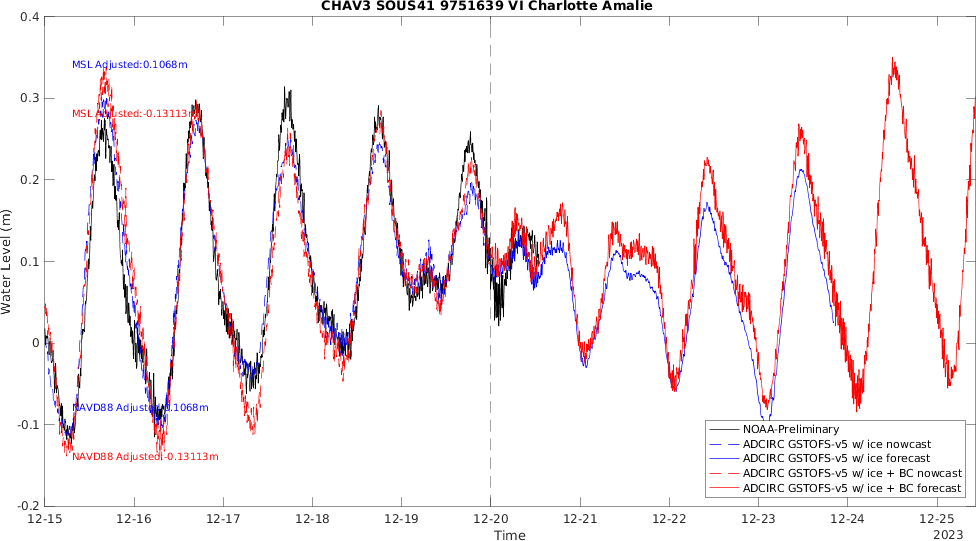 CHAV3 SOUS41 9751639 VI Charlotte Amalie
0.4
0.3
0.2
0.1
0
-0.1
-0.2
Water Level (m)
MSL Adjusted:0.1068m
MSL Adjusted:-0.13113m
NAVD88 Adjusted:0.1068m
NAVD88 Adjusted:-0.13113m
NOAA-Preliminary
ADCIRC GSTOFS-v5 w/ ice nowcast
ADCIRC GSTOFS-v5 w/ ice forecast
ADCIRC GSTOFS-v5 w/ ice + BC nowcast
ADCIRC GSTOFS-v5 w/ ice + BC forecast
12-15 12-16 12-17 12-18 12-19 12-20 12-21 12-22 12-23 12-24 12-25
Time
2023